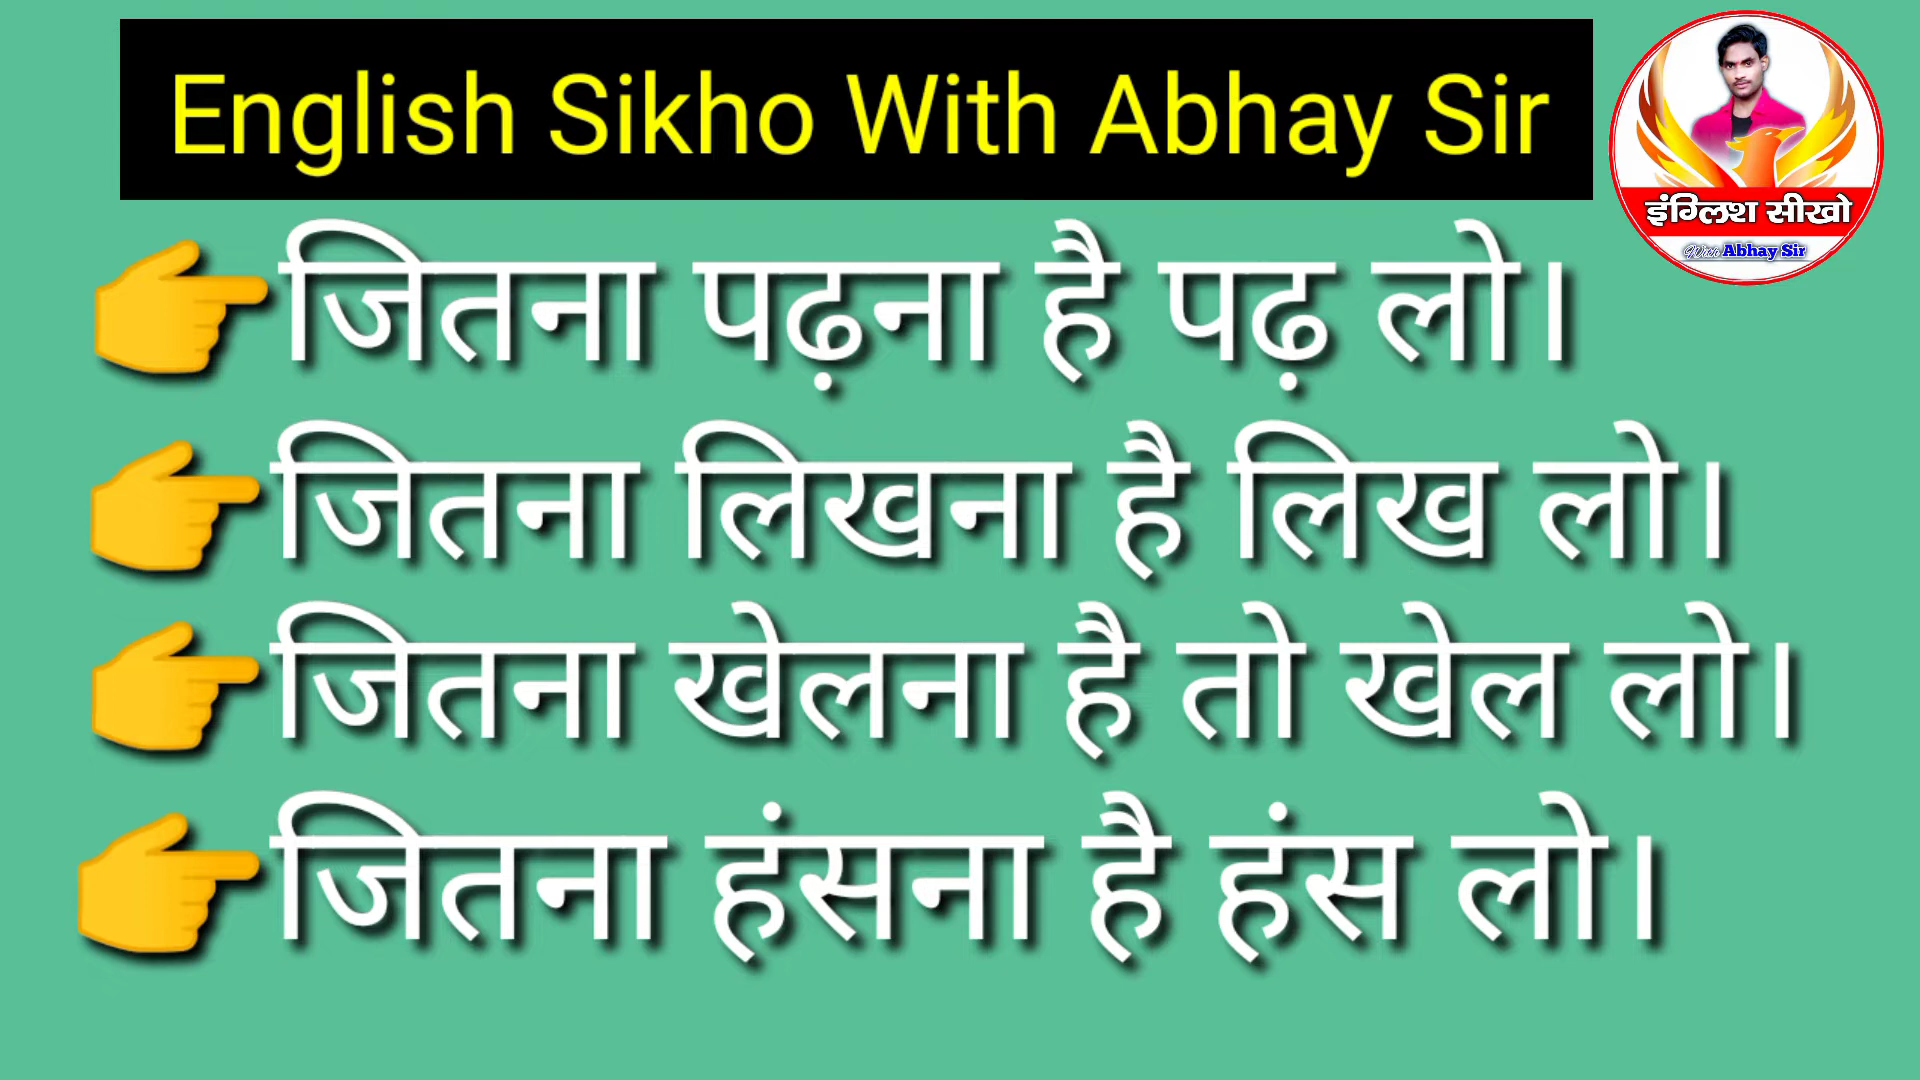 English Sikho With Abhay Sir
इंग्लिश सीखो
With Abhay Sir
जितना पढ़ना है पढ़ लो।
जितना लिखना है लिख लो।
जितना खेलना है तो खेल लो।
जितना हंसना है हंस लो।